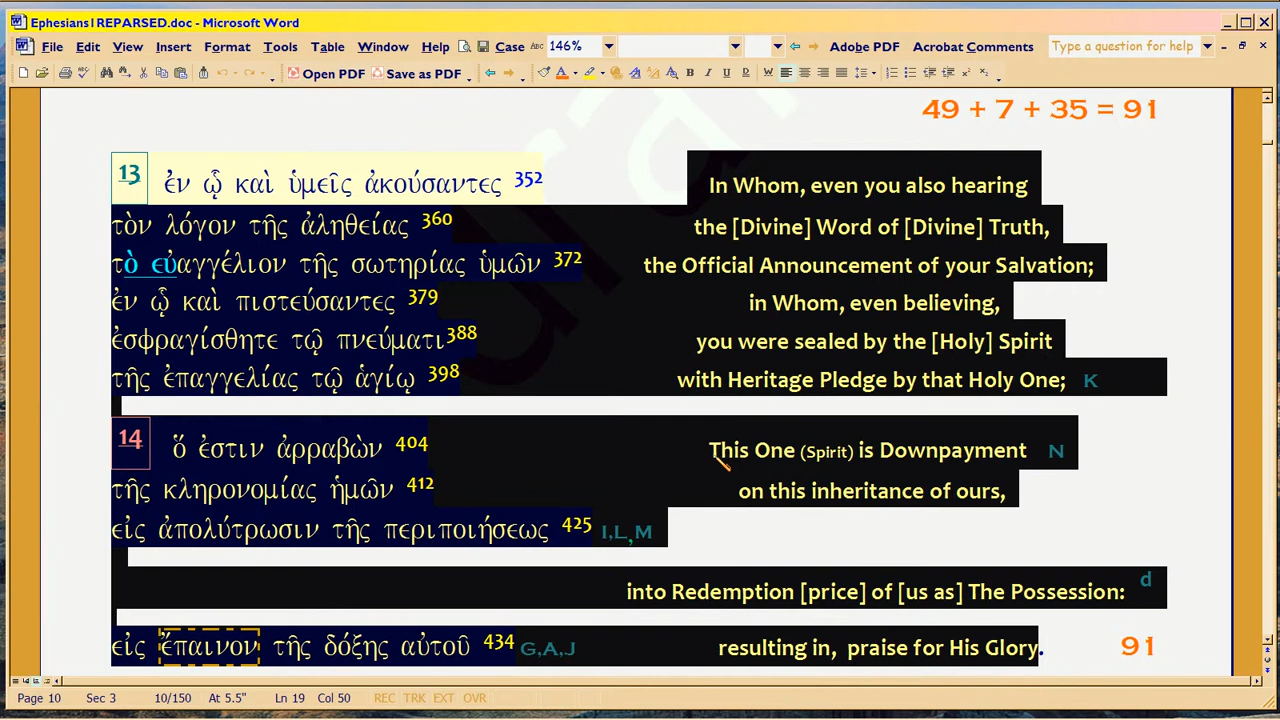 Ephesians1REPARSED.doc - Microsoft Word
File Edit View Insert Format Tools Table Window Help Case 146% Adobe PDF Acrobat Comments Type a question for help
Open PDF Save as PDF
49 + 7 + 35 = 91
13 ἐν ᾧ καὶ ὑμεῖς ἀκούσαντες 352 In Whom, even you also hearing
τὸν λόγον τῆς ἀληθείας 360 the [Divine] Word of [Divine] Truth,
τὸ εὐαγγέλιον τῆς σωτηρίας ὑμῶν 372 the Official Announcement of your Salvation;
ἐν ᾧ καὶ πιστεύσαντες 379 in Whom, even believing,
ἐσφραγίσθητε τῷ πνεύματι 388 you were sealed by the [Holy] Spirit
τῆς ἐπαγγελίας τῷ ἁγίῳ 398 with Heritage Pledge by that Holy One; K
14 ὅ ἐστιν ἀρραβὼν 404 This One (Spirit) is Downpayment N
τῆς κληρονομίας ἡμῶν 412 on this inheritance of ours,
εἰς ἀπολύτρωσιν τῆς περιποιήσεως 425 I,L,M
into Redemption [price] of [us as] The Possession: d
εἰς ἔπαινον τῆς δόξης αὐτοῦ 434 G,A,J resulting in, praise for His Glory. 91
Page 10 Sec 3 10/150 At 5.5" Ln 19 Col 50 REC TRK EXT OVR